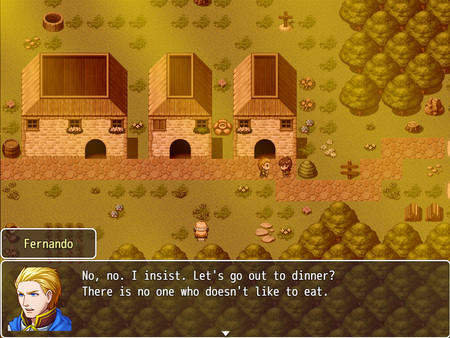 Fernando
No, no. I insist. Let's go out to dinner?
There is no one who doesn't like to eat.